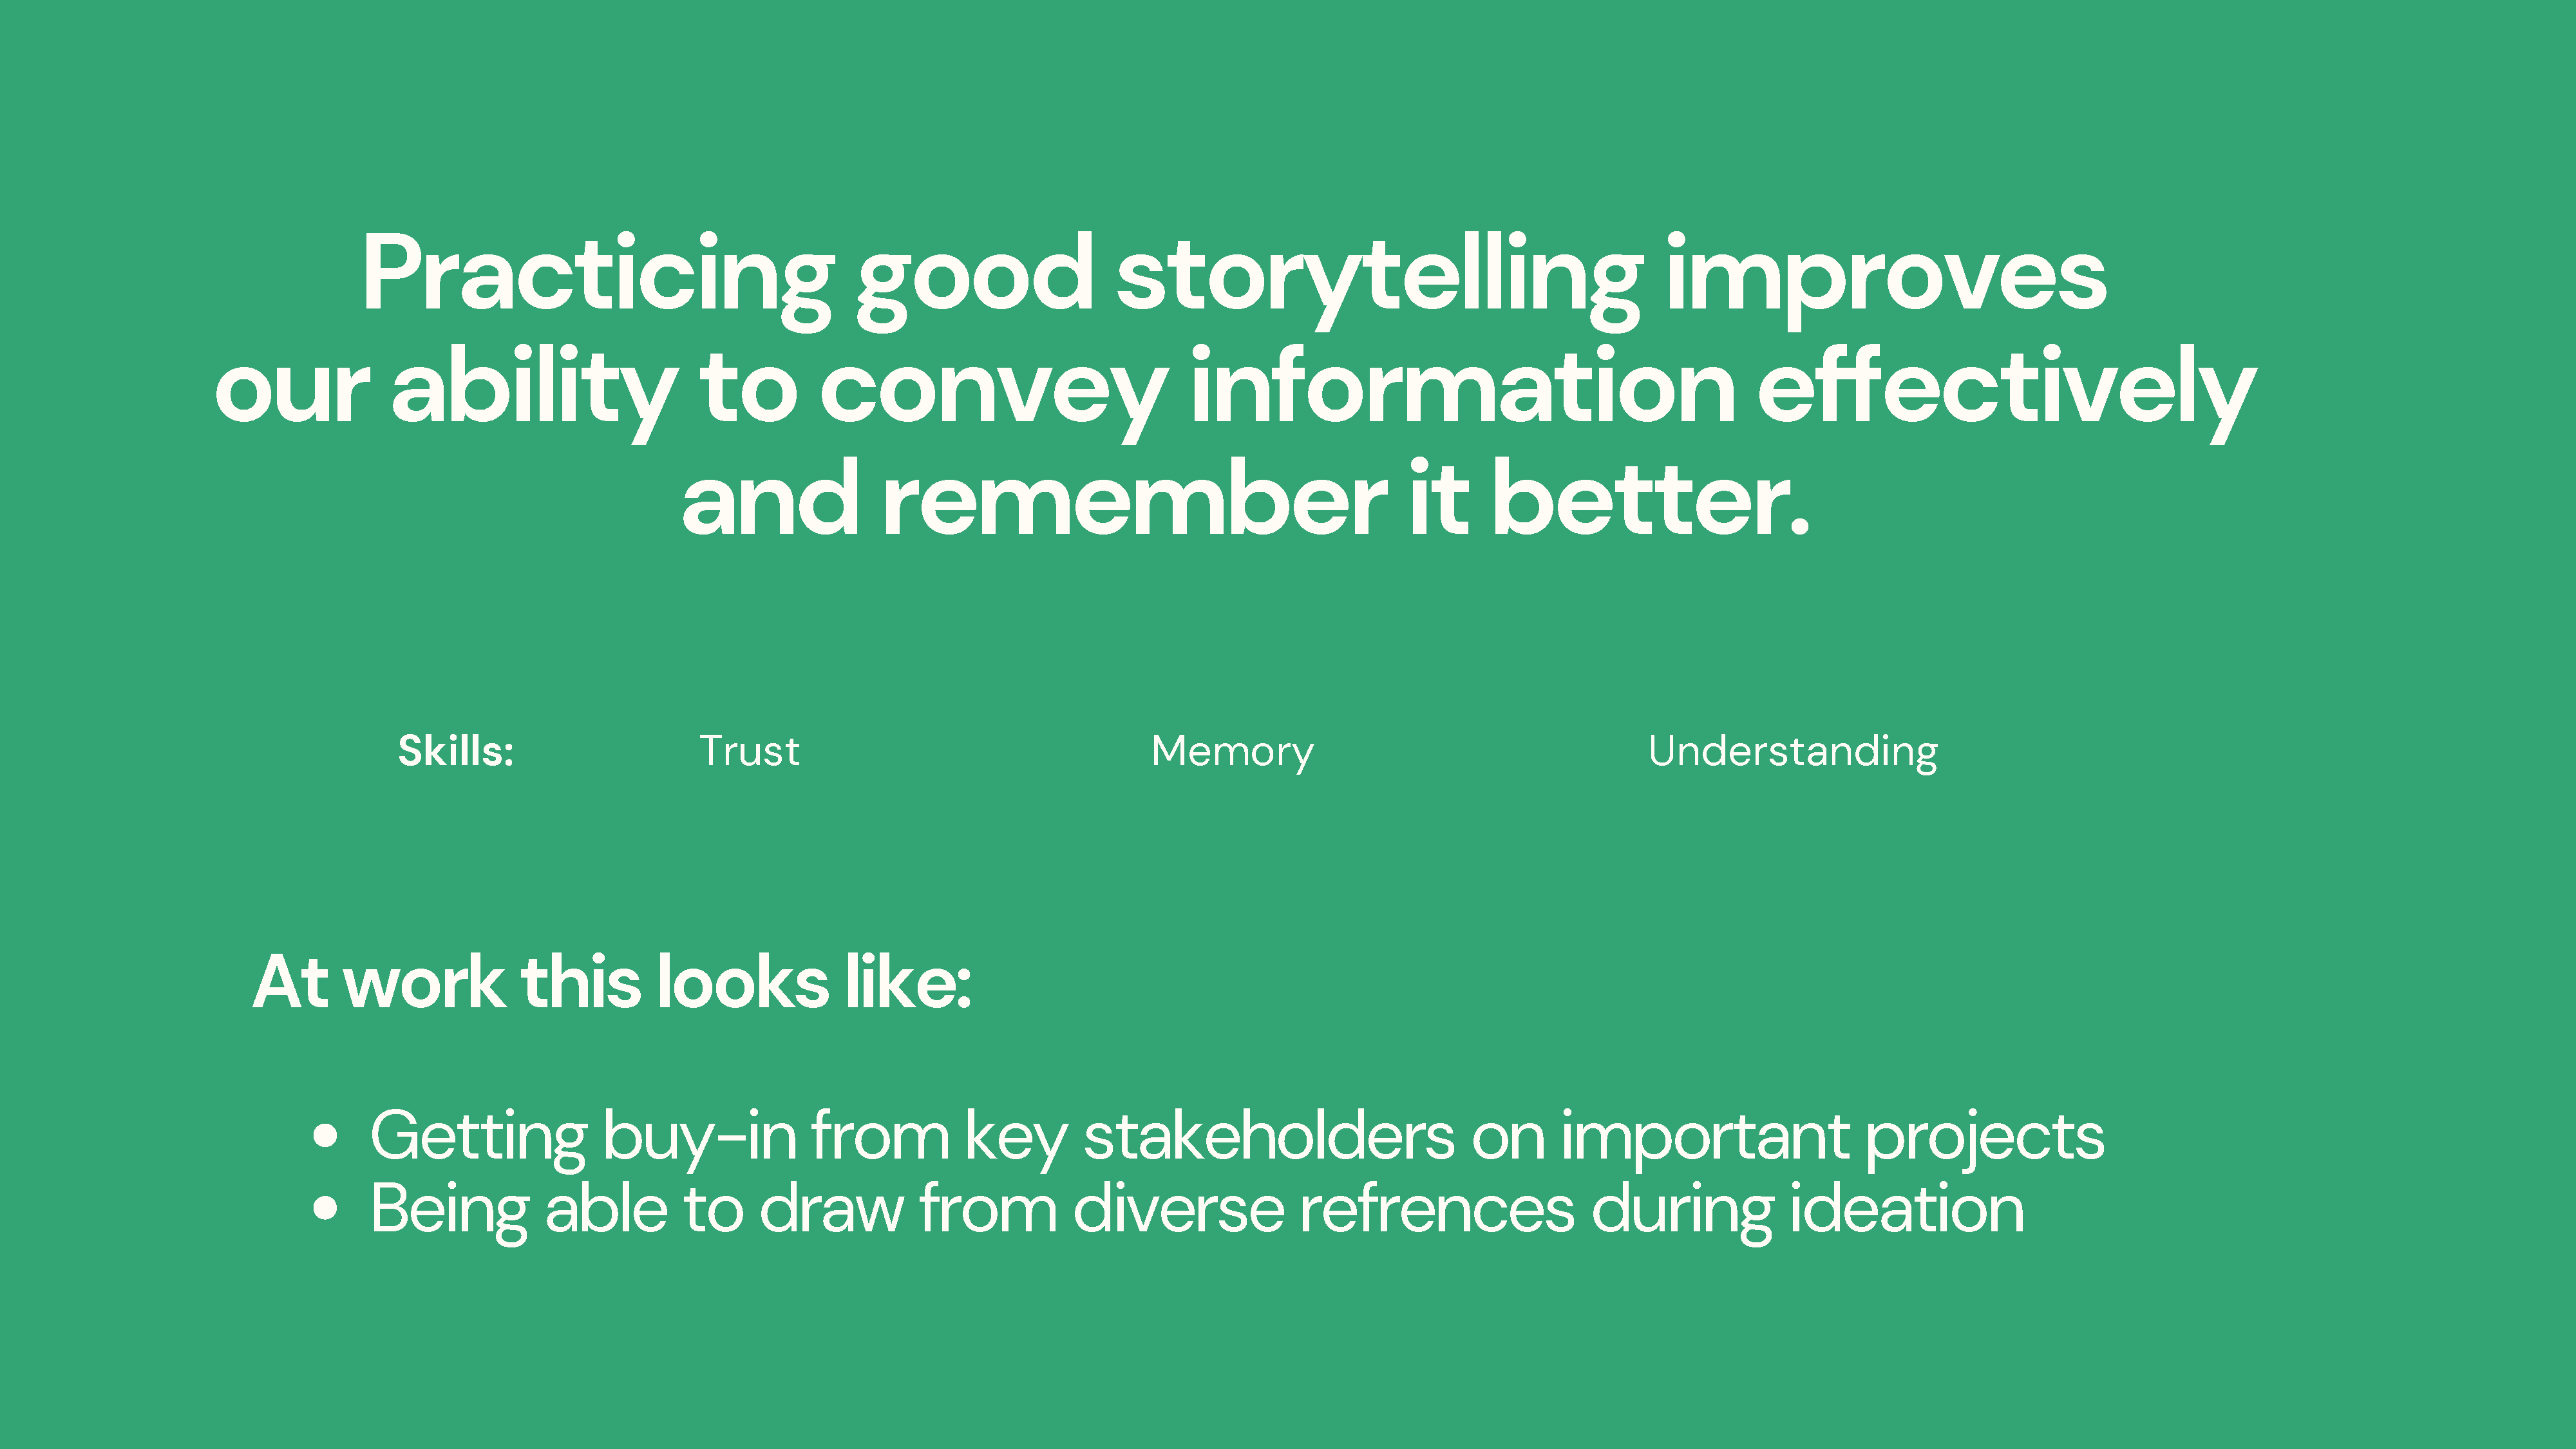 Practicing good storytelling improves
our ability to convey information effectively
and remember it better.
Skills: Trust Memory Understanding
At work this looks like:
• Getting buy-in from key stakeholders on important projects
• Being able to draw from diverse refrences during ideation